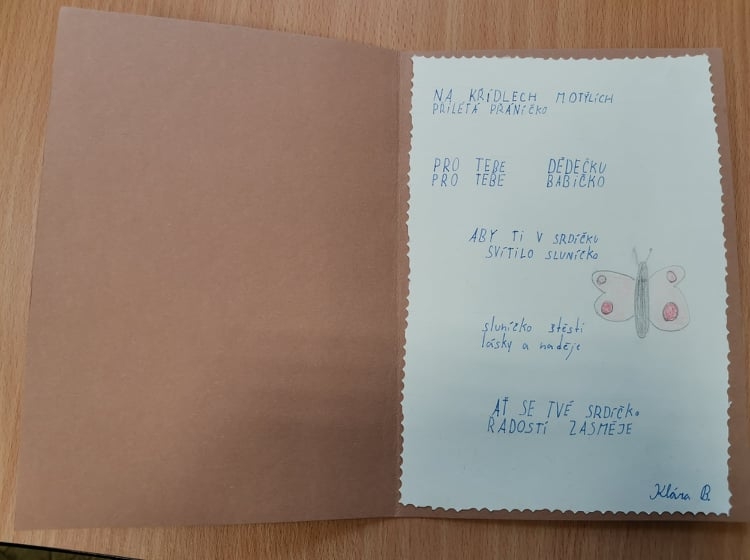 NA KŘÍDLECH MOTÝLÍCH
PŘILÉTÁ PŘÁNÍČKO
PRO TEBE DĚDEČKU
PRO TEBE BABIČKO
ABY TI V SRDÍČKU
SVÍTILO SLUNÍČKO
sluníčko štěstí
lásky a naděje
AŤ SE TVÉ SRDÍČKO
RADOSTÍ ZASMĚJE
Klára B.